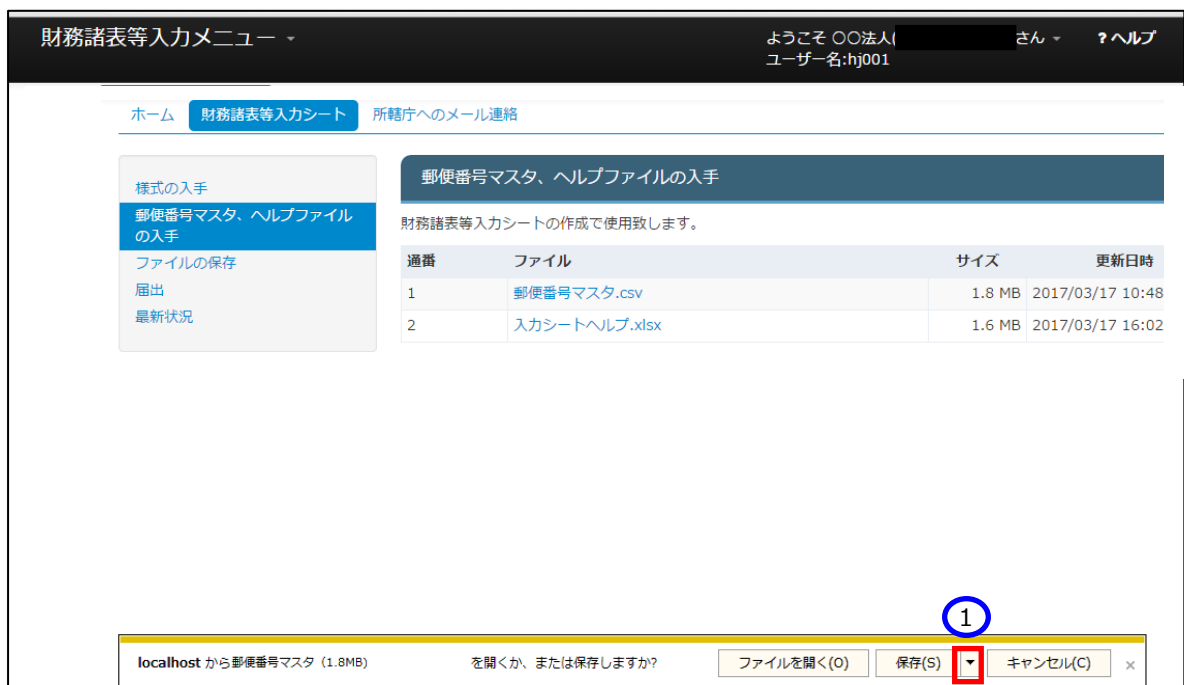 財務諸表等入力メニュー
ようこそ 〇〇法人( さん ?ヘルプ
ユーザー名:hj001
ホーム 財務諸表等入力シート 所轄庁へのメール連絡
様式の入手
郵便番号マスタ、ヘルプファイル
の入手
ファイルの保存
届出
最新状況
郵便番号マスタ、ヘルプファイルの入手
財務諸表等入力シートの作成で使用致します。
通番 ファイル サイズ 更新日時
1 郵便番号マスタ.csv 1.8 MB 2017/03/17 10:48
2 入力シートヘルプ.xlsx 1.6 MB 2017/03/17 16:02
1
localhost から郵便番号マスタ (1.8MB) を開くか、または保存しますか? ファイルを開く(O) 保存(S) ▼ キャンセル(C) ×